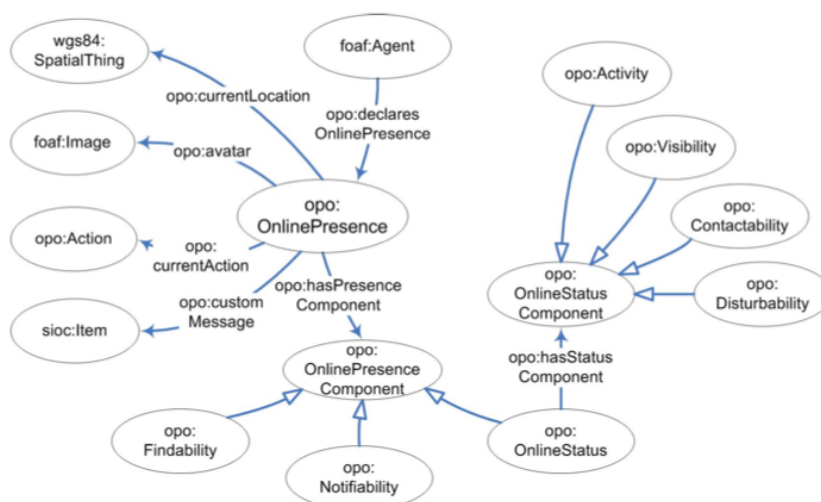 wgs84:
SpatialThing
foaf:Agent
opo:Activity
opo:currentLocation
opo:declares
OnlinePresence
foaf:Image
opo:avatar
opo:Visibility
opo:
OnlinePresence
opo:
Contactability
opo:Action
opo:
currentAction
opo:hasPresence
Component
opo:
OnlineStatus
Component
opo:
Disturbability
opo:custom
Message
sioc:Item
opo:
OnlinePresence
Component
opo:hasStatus
Component
opo:
Findability
opo:
Notifiability
opo:
OnlineStatus